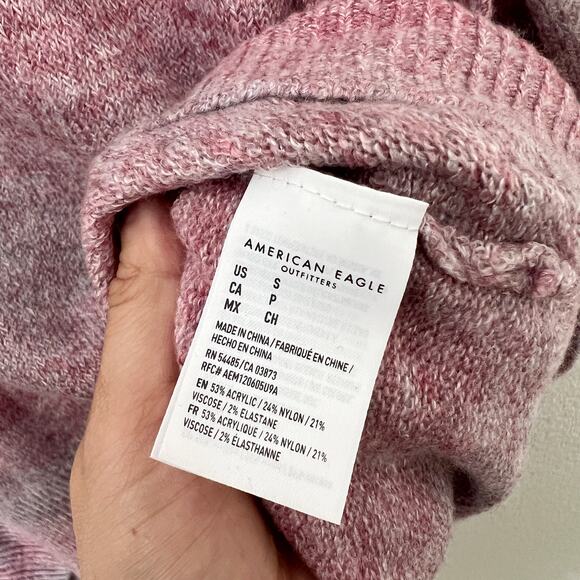 AMERICAN EAGLE
OUTFITTERS
US S
CA P
MX CH
MADE IN CHINA / FABRIQUÉ EN CHINE /
HECHO EN CHINA
RN 54485 / CA 03873
RFC# AEM120605U9A
EN 53% ACRYLIC / 24% NYLON / 21%
VISCOSE / 2% ELASTANE
FR 53% ACRYLIQUE / 24% NYLON / 21%
VISCOSE / 2% ÉLASTHANNE